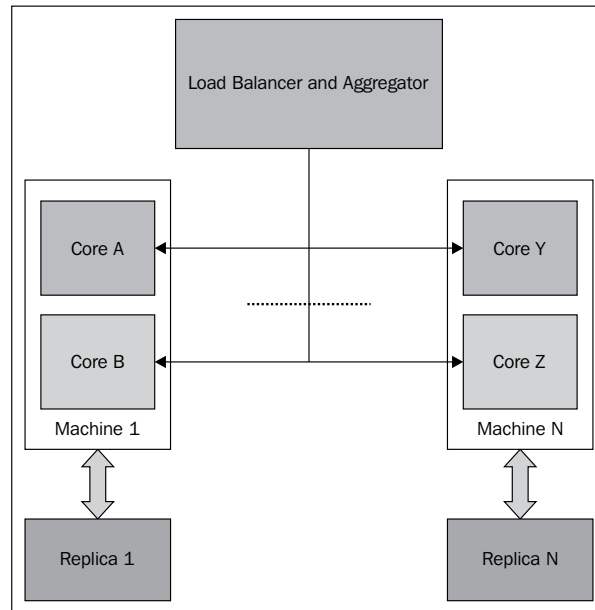 Load Balancer and Aggregator
Core A
Core Y
Core B
Core Z
Machine 1
Machine N
Replica 1
Replica N